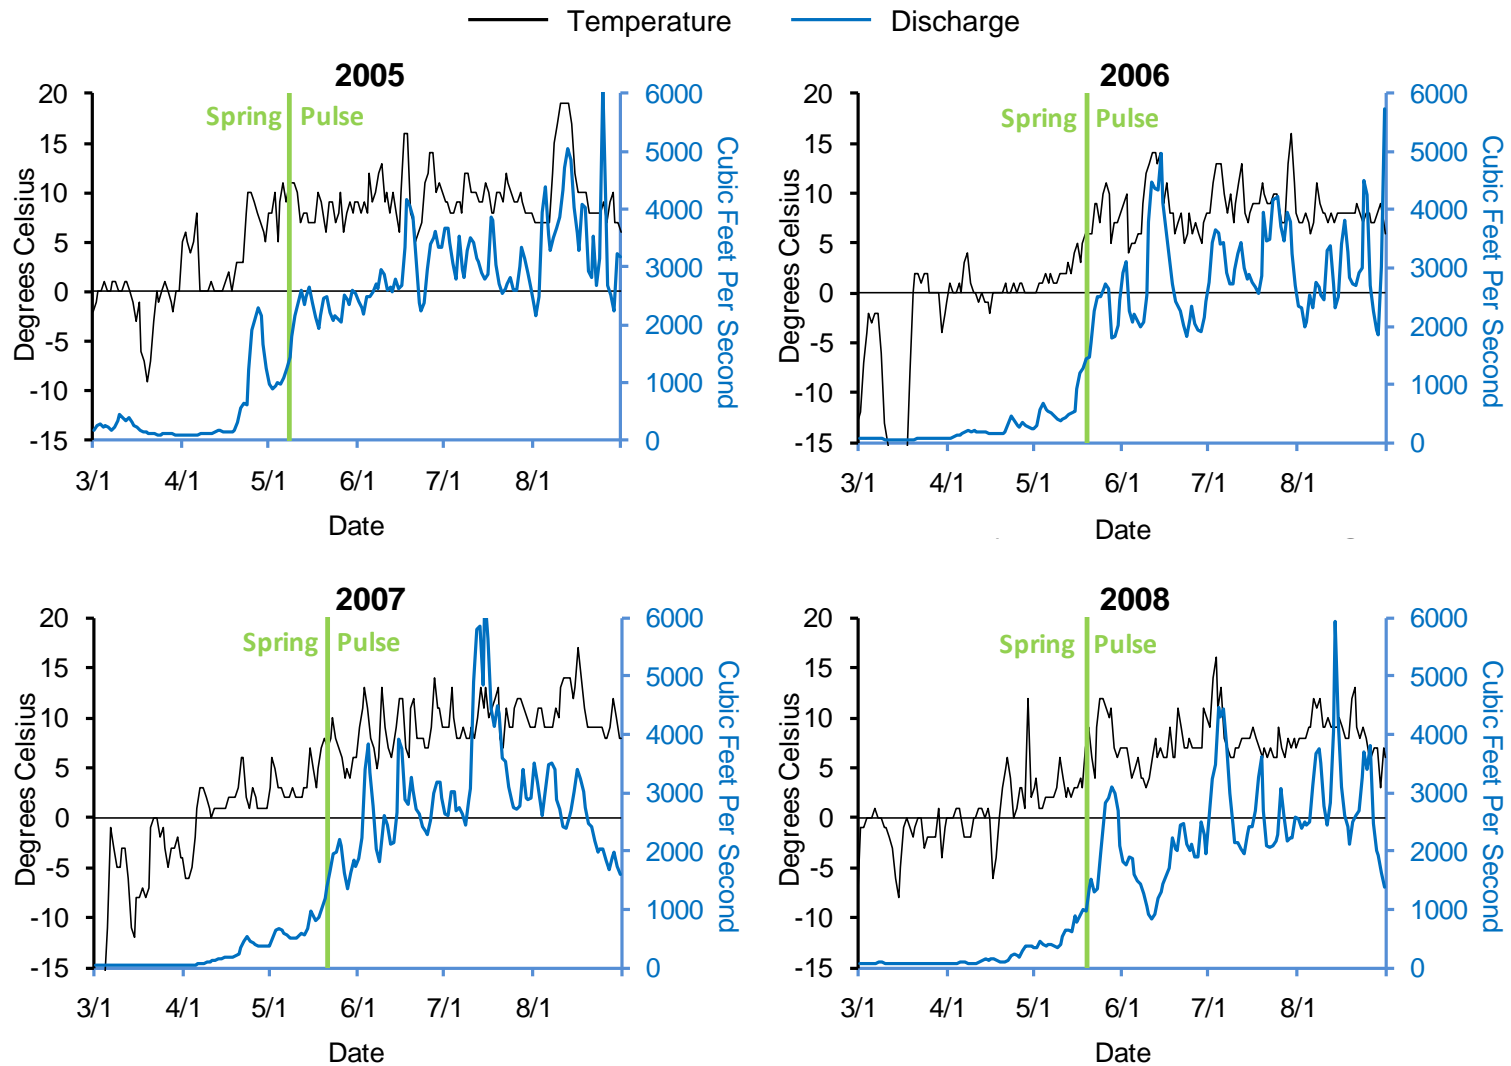 Temperature Discharge
2005
20 6000
Spring Pulse
15 5000
10 4000
5 3000
0
-5 2000
-10 1000
-15 0
Degrees Celsius
Cubic Feet Per Second
3/1 4/1 5/1 6/1 7/1 8/1
Date
2006
20 6000
Spring Pulse
15 5000
10 4000
5 3000
0
-5 2000
-10 1000
-15 0
Degrees Celsius
Cubic Feet Per Second
3/1 4/1 5/1 6/1 7/1 8/1
Date
2007
20 6000
Spring Pulse
15 5000
10 4000
5 3000
0
-5 2000
-10 1000
-15 0
Degrees Celsius
Cubic Feet Per Second
3/1 4/1 5/1 6/1 7/1 8/1
Date
2008
20 6000
Spring Pulse
15 5000
10 4000
5 3000
0
-5 2000
-10 1000
-15 0
Degrees Celsius
Cubic Feet Per Second
3/1 4/1 5/1 6/1 7/1 8/1
Date